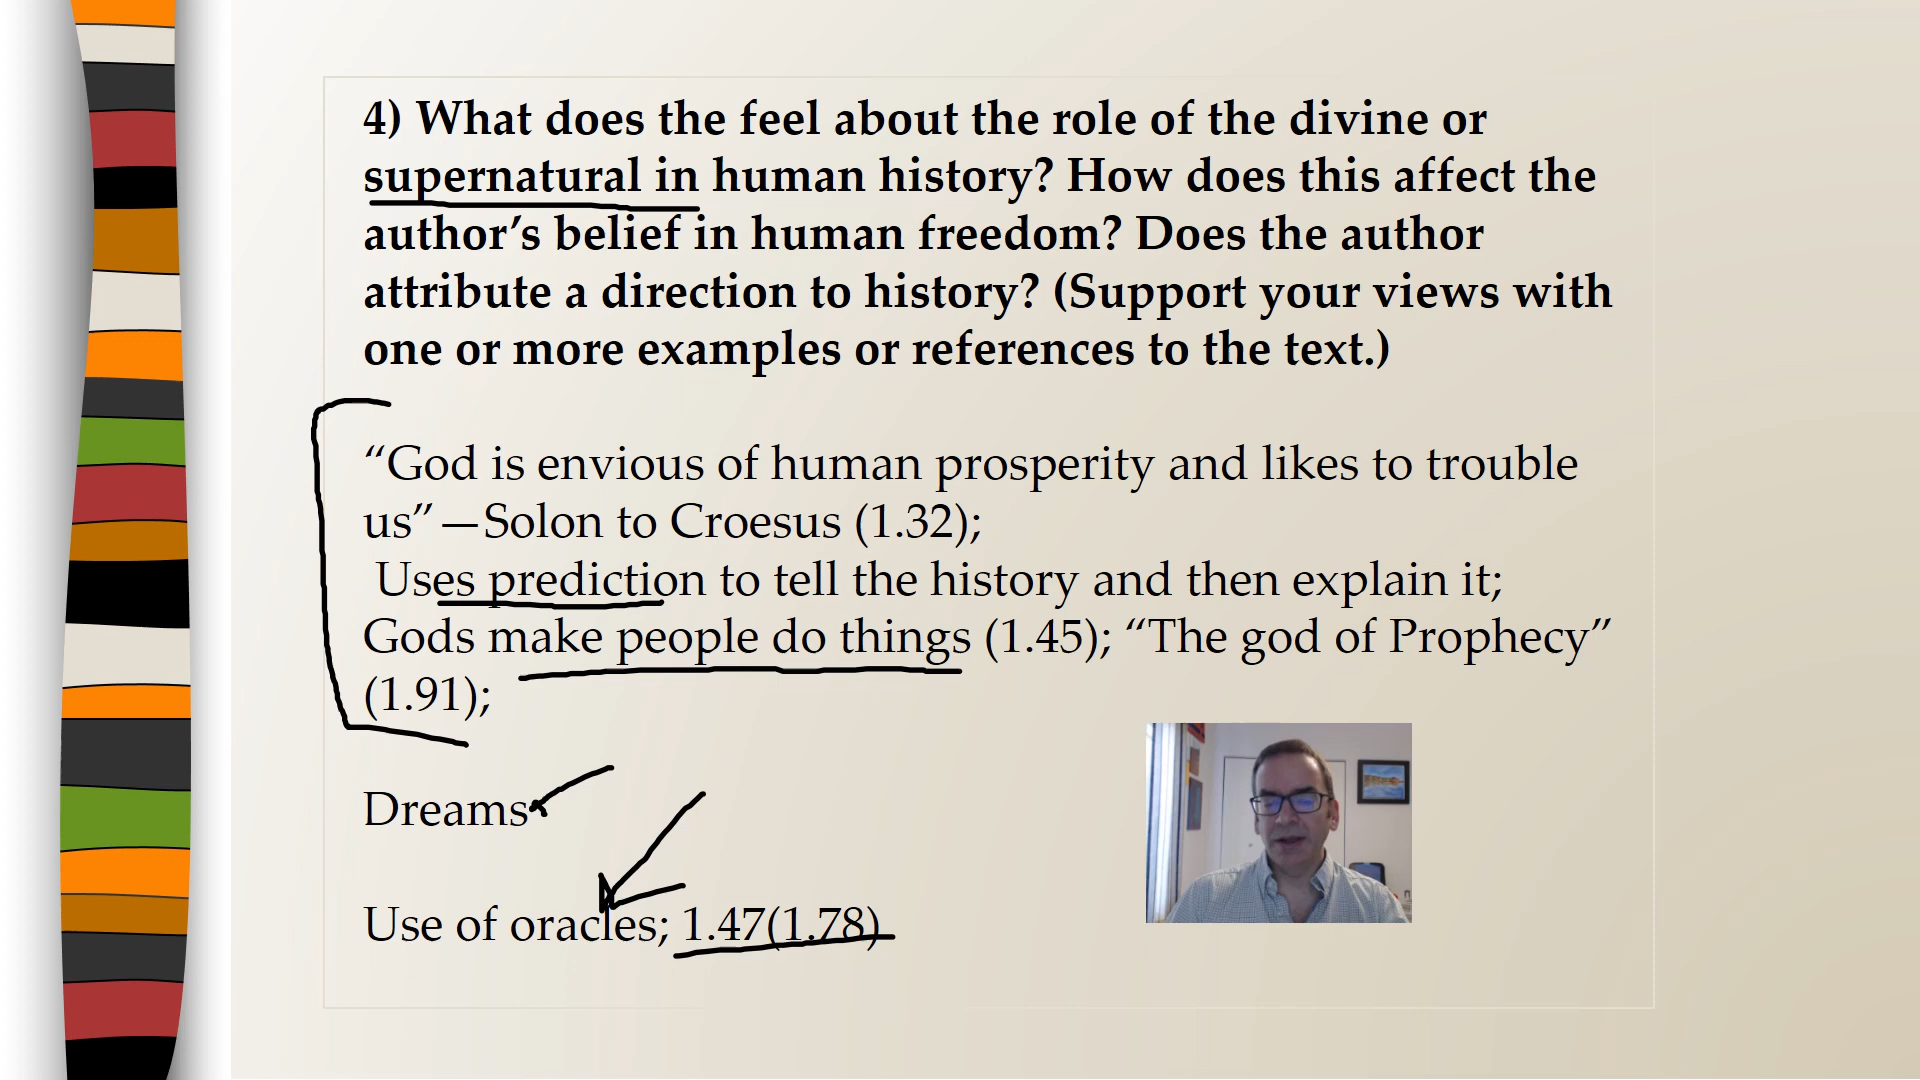 4) What does the feel about the role of the divine or
supernatural in human history? How does this affect the
author’s belief in human freedom? Does the author
attribute a direction to history? (Support your views with
one or more examples or references to the text.)
“God is envious of human prosperity and likes to trouble
us”—Solon to Croesus (1.32);
Uses prediction to tell the history and then explain it;
Gods make people do things (1.45); “The god of Prophecy”
(1.91);
Dreams
Use of oracles; 1.47(1.78)